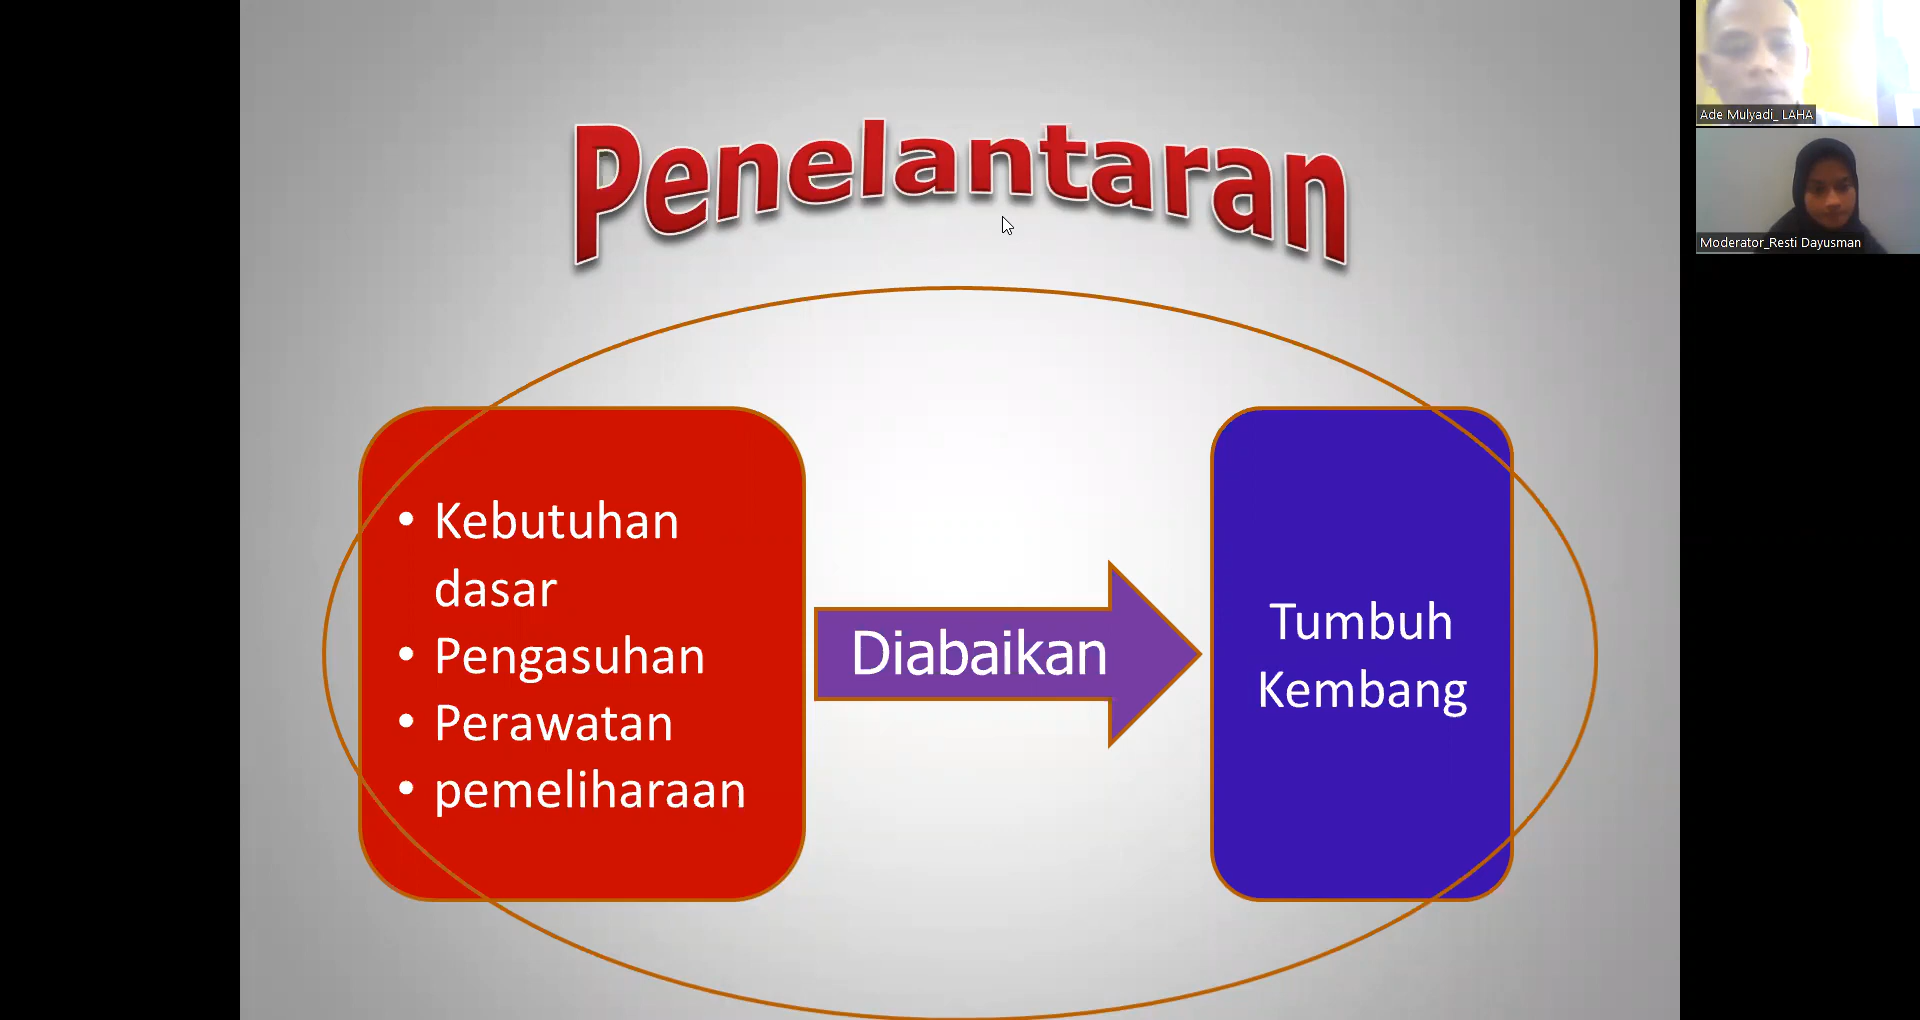 Penelantaran
• Kebutuhan
dasar
• Pengasuhan
• Perawatan
• pemeliharaan
Diabaikan
Tumbuh
Kembang
Ade Mulyadi_ LAHA
Moderator_Resti Dayusman